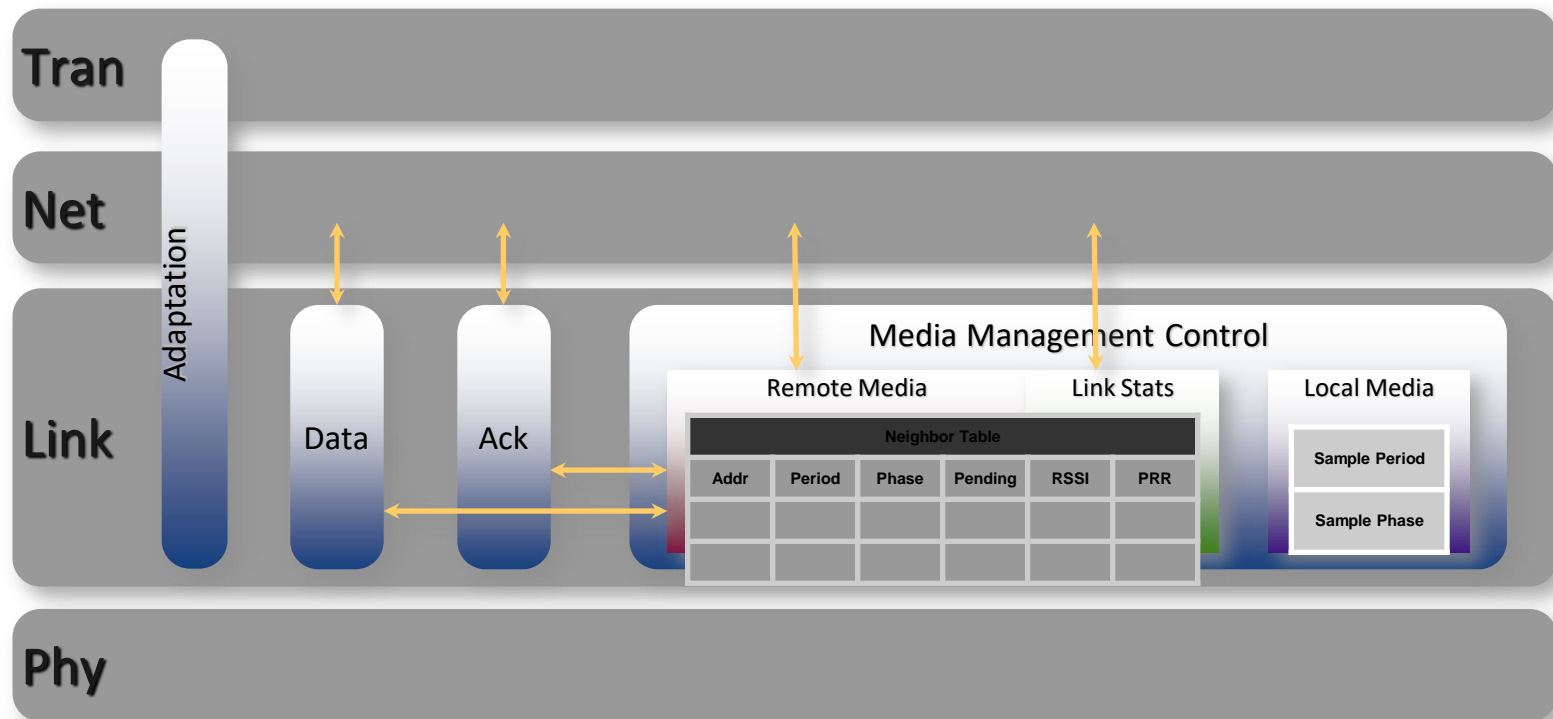 Tran
Net
Adaptation
Link
Data
Ack
Media Management Control
Remote Media
Link Stats
Local Media
Neighbor Table
Addr Period Phase Pending RSSI PRR
Sample Period
Sample Phase
Phy